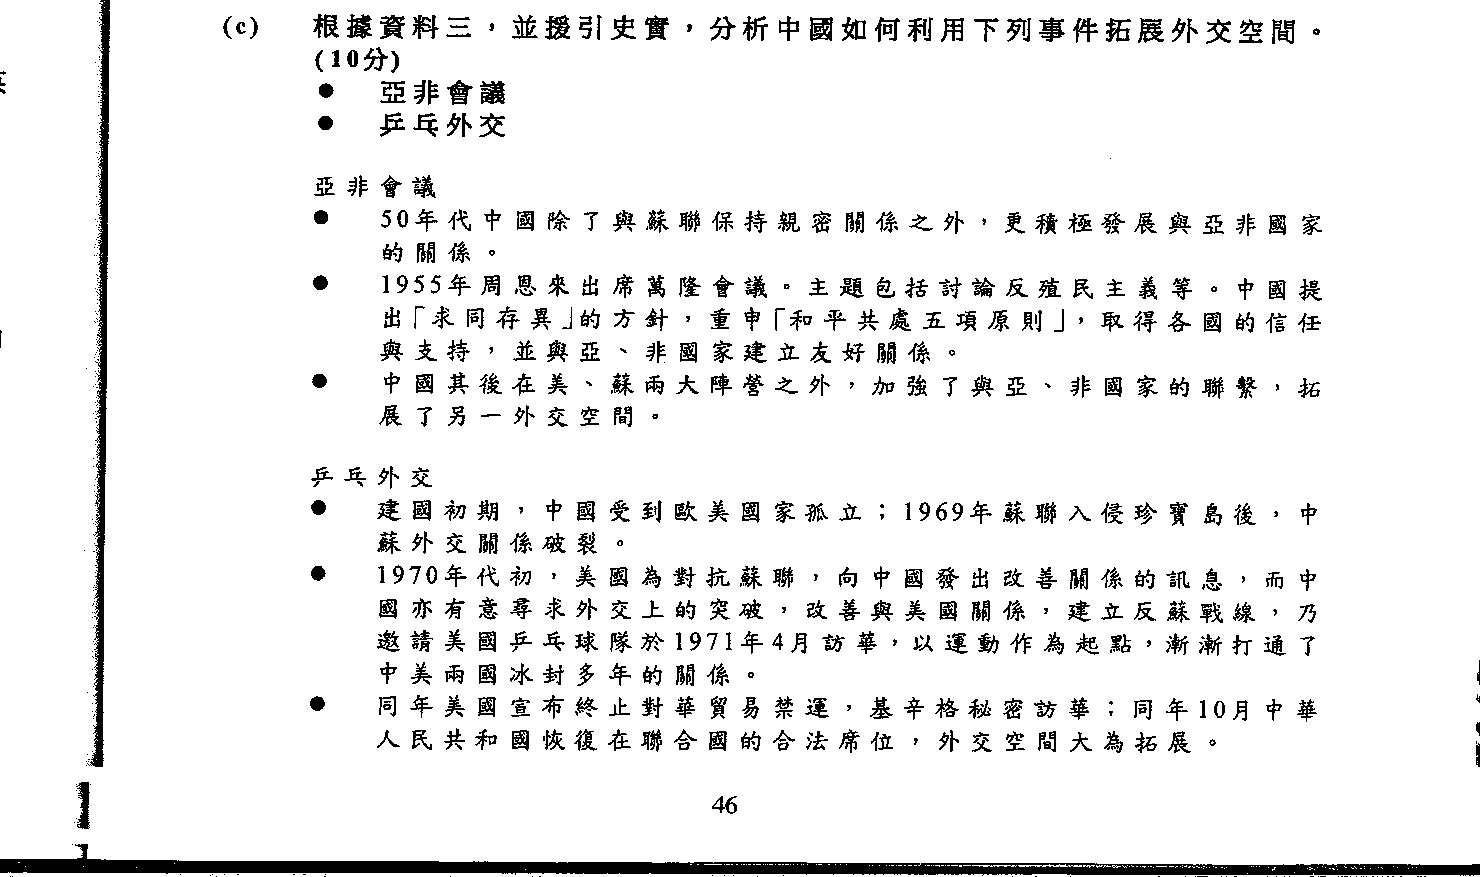 (c) 根據資料三，並援引史實，分析中國如何利用下列事件拓展外交空間。
(10分)
● 亞非會議
● 乒乓外交
亞非會議
● 50年代中國除了與蘇聯保持親密關係之外，更積極發展與亞非國家
的關係。
● 1955年周恩來出席萬隆會議。主題包括討論反殖民主義等。中國提
出「求同存異」的方針，重申「和平共處五項原則」，取得各國的信任
與支持，並與亞、非國家建立友好關係。
● 中國其後在美、蘇兩大陣營之外，加強了與亞、非國家的聯繫，拓
展了另一外交空間。
乒乓外交
● 建國初期，中國受到歐美國家孤立；1969年蘇聯入侵珍寶島後，中
蘇外交關係破裂。
● 1970年代初，美國為對抗蘇聯，向中國發出改善關係的訊息，而中
國亦有意尋求外交上的突破，改善與美國關係，建立反蘇戰線，乃
邀請美國乒乓球隊於1971年4月訪華，以運動作為起點，漸漸打通了
中美兩國冰封多年的關係。
● 同年美國宣布終止對華貿易禁運，基辛格秘密訪華；同年10月中華
人民共和國恢復在聯合國的合法席位，外交空間大為拓展。
46